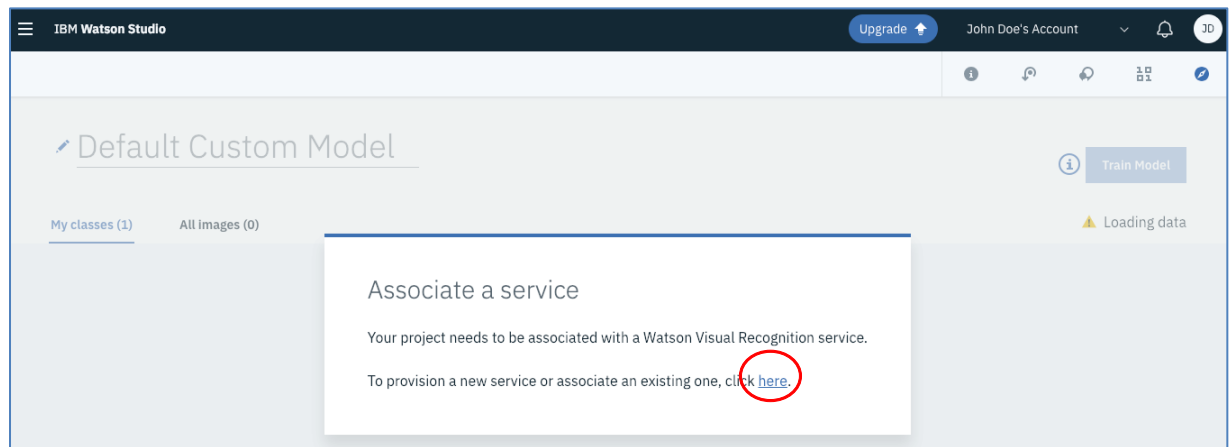 IBM Watson Studio
Upgrade
John Doe's Account
JD
Default Custom Model
Train Model
My classes (1)
All images (0)
Loading data
Associate a service
Your project needs to be associated with a Watson Visual Recognition service.
To provision a new service or associate an existing one, click here.